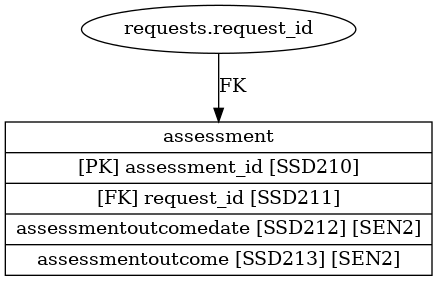 requests.request_id
FK
assessment
[PK] assessment_id [SSD210]
[FK] request_id [SSD211]
assessmentoutcomedate [SSD212] [SEN2]
assessmentoutcome [SSD213] [SEN2]